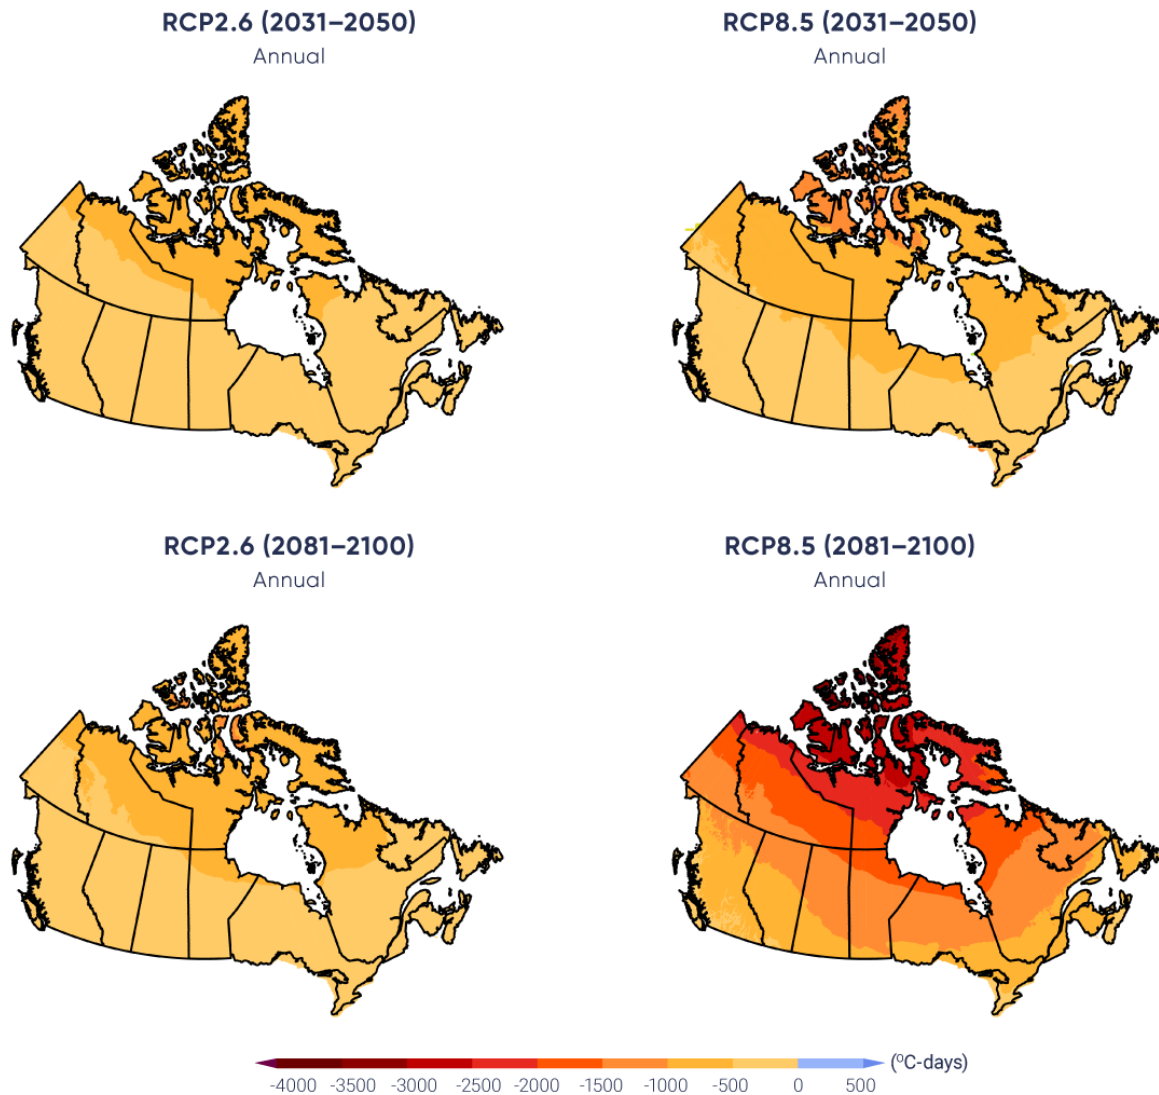 RCP2.6 (2031–2050)
Annual
RCP8.5 (2031–2050)
Annual
RCP2.6 (2081–2100)
Annual
RCP8.5 (2081–2100)
Annual
-4000 -3500 -3000 -2500 -2000 -1500 -1000 -500 0 500 (ºC-days)